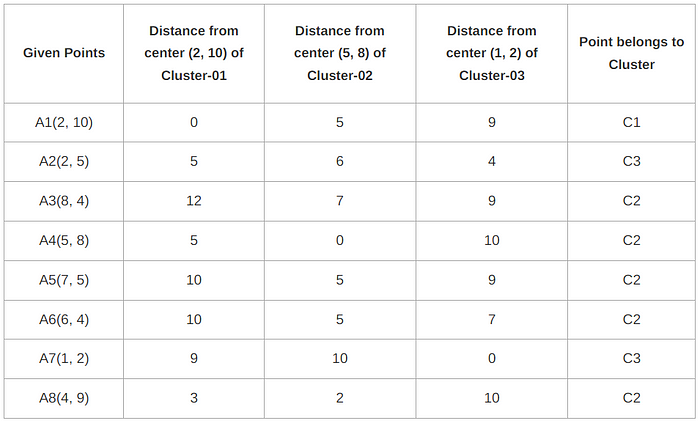 Given Points
Distance from
center (2, 10) of
Cluster-01
Distance from
center (5, 8) of
Cluster-02
Distance from
center (1, 2) of
Cluster-03
Point belongs to
Cluster
A1(2, 10) 0 5 9 C1
A2(2, 5) 5 6 4 C3
A3(8, 4) 12 7 9 C2
A4(5, 8) 5 0 10 C2
A5(7, 5) 10 5 9 C2
A6(6, 4) 10 5 7 C2
A7(1, 2) 9 10 0 C3
A8(4, 9) 3 2 10 C2